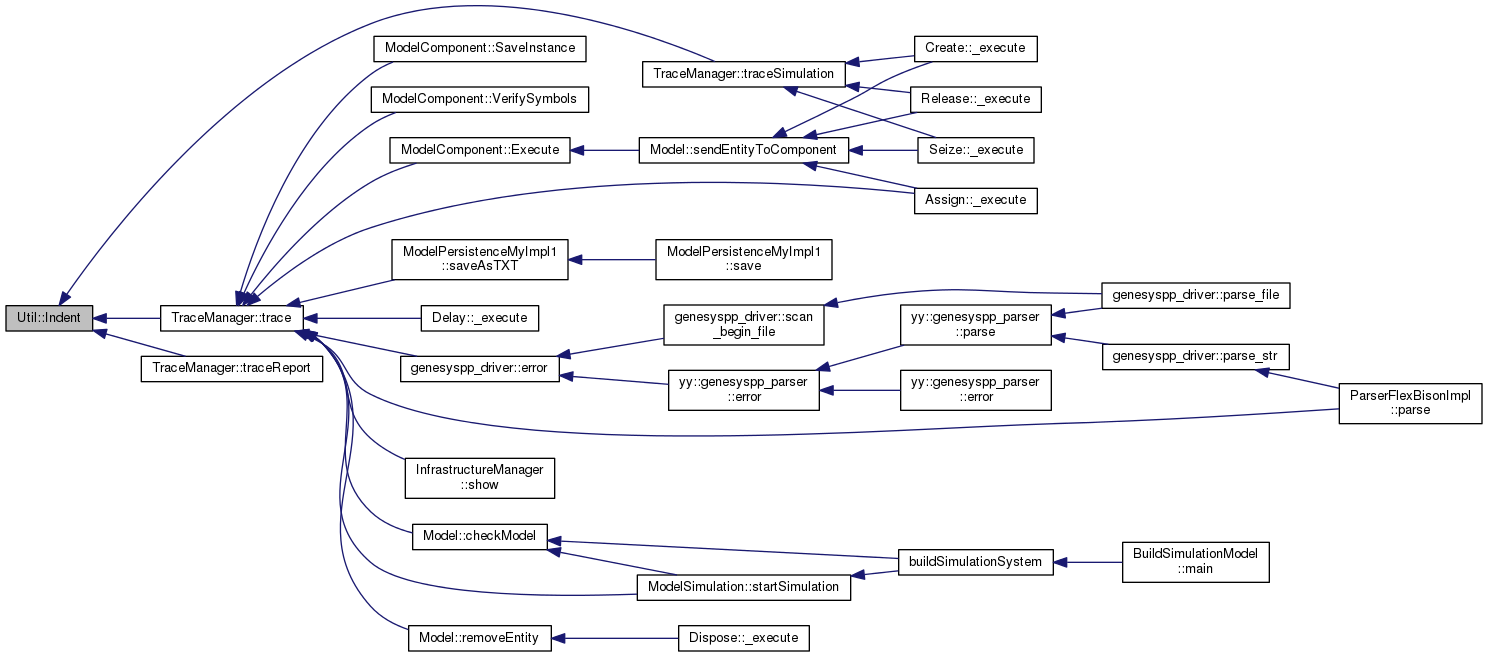 Util::Indent
TraceManager::trace
TraceManager::traceReport
ModelComponent::SaveInstance
ModelComponent::VerifySymbols
ModelComponent::Execute
ModelPersistenceMyImpl1
::saveAsTXT
Delay::_execute
genesyspp_driver::error
InfrastructureManager
::show
Model::checkModel
Model::removeEntity
TraceManager::traceSimulation
Model::sendEntityToComponent
ModelPersistenceMyImpl1
::save
genesyspp_driver::scan
_begin_file
yy::genesyspp_parser
::error
ModelSimulation::startSimulation
Dispose::_execute
Create::_execute
Release::_execute
Seize::_execute
Assign::_execute
yy::genesyspp_parser
::parse
yy::genesyspp_parser
::error
buildSimulationSystem
genesyspp_driver::parse_file
genesyspp_driver::parse_str
BuildSimulationModel
::main
ParserFlexBisonImpl
::parse